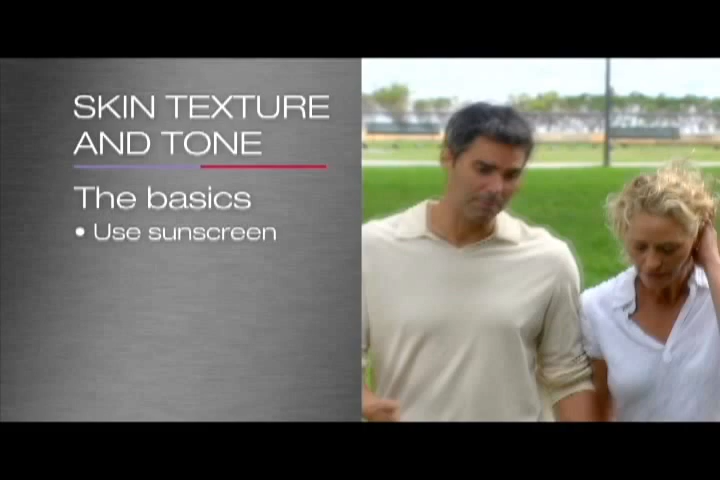 SKIN TEXTURE
AND TONE
The basics
• Use sunscreen